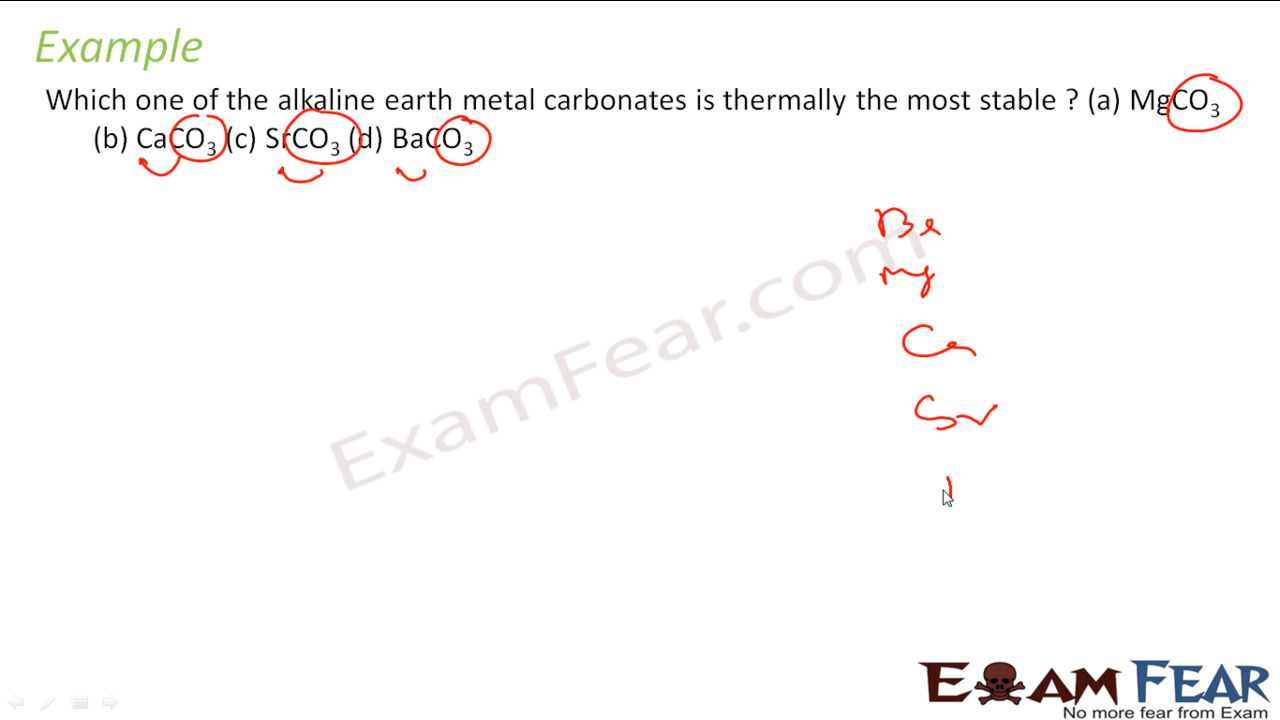 Example
Which one of the alkaline earth metal carbonates is thermally the most stable ? (a) MgCO₃
(b) CaCO₃ (c) SrCO₃ (d) BaCO₃
Be
Mg
Ca
Sr
ExamFear.com
EXAM FEAR
No more fear from Exam